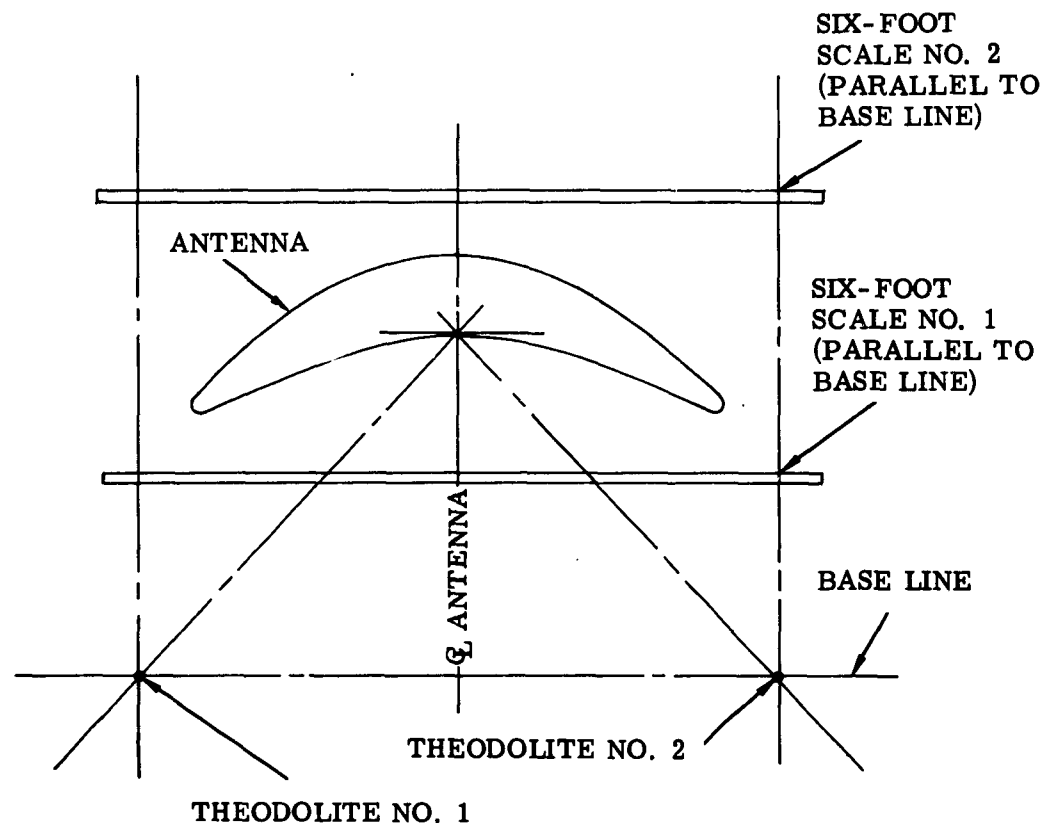 SIX-FOOT
SCALE NO. 2
(PARALLEL TO
BASE LINE)
ANTENNA
SIX-FOOT
SCALE NO. 1
(PARALLEL TO
BASE LINE)
℄ ANTENNA
BASE LINE
THEODOLITE NO. 2
THEODOLITE NO. 1